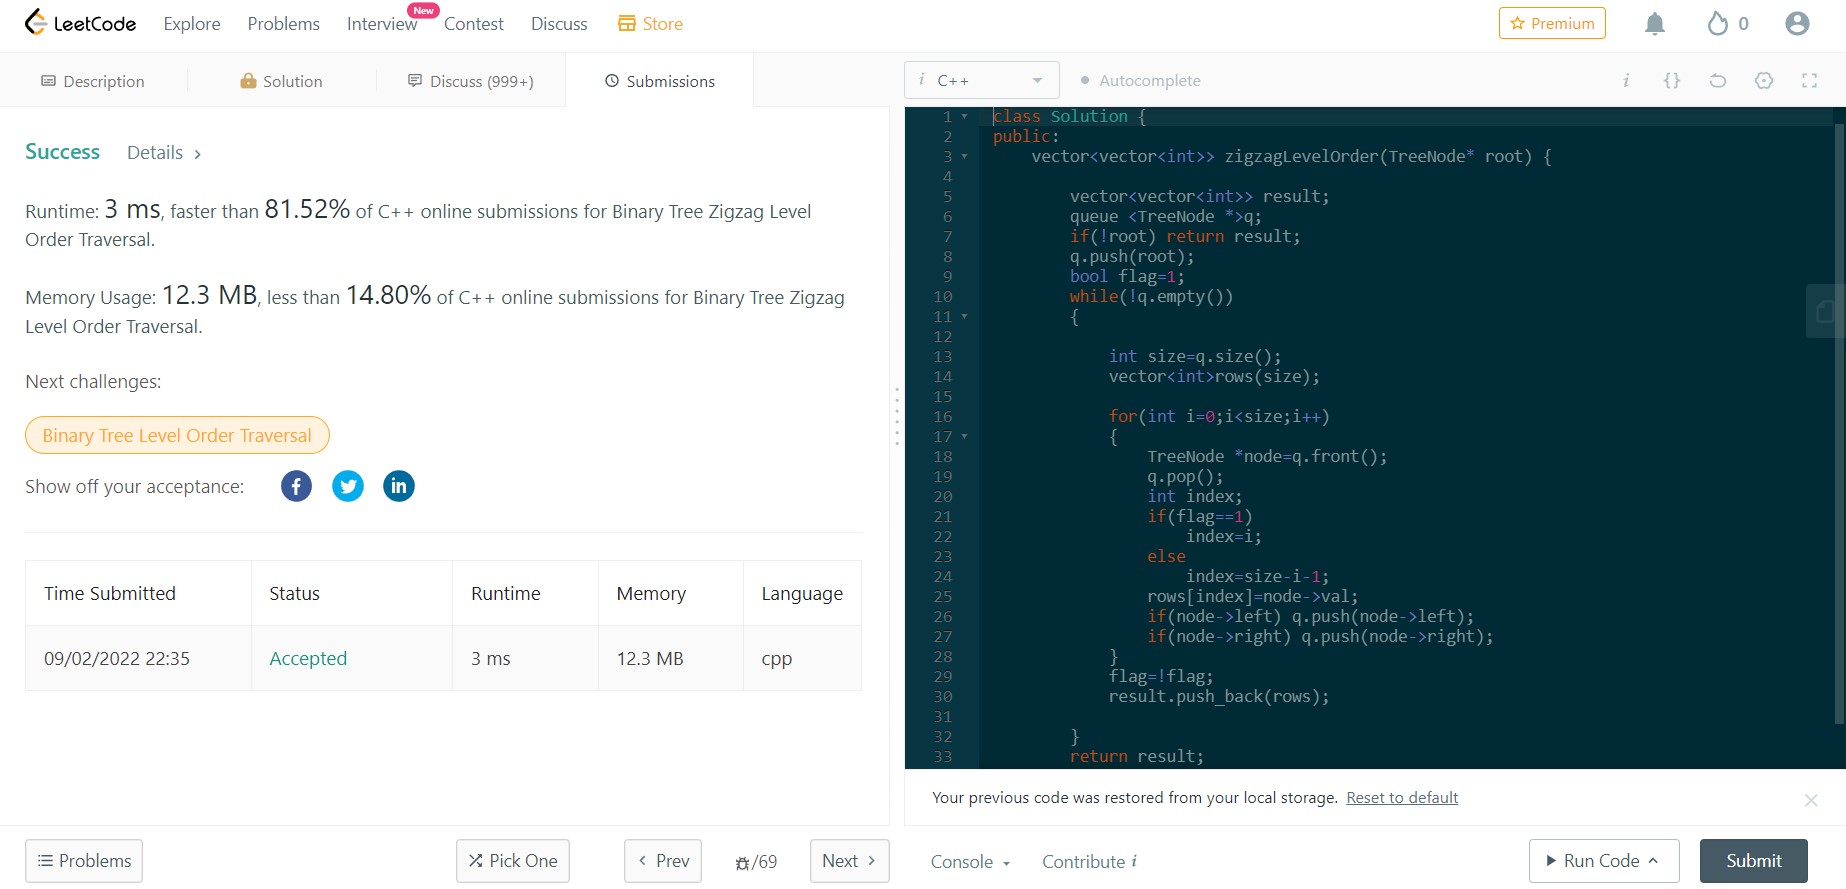 LeetCode Explore Problems Interview New Contest Discuss Store Premium 0
Description Solution Discuss (999+) Submissions
i C++ Autocomplete i {}
Success Details >
Runtime: 3 ms, faster than 81.52% of C++ online submissions for Binary Tree Zigzag Level
Order Traversal.
Memory Usage: 12.3 MB, less than 14.80% of C++ online submissions for Binary Tree Zigzag
Level Order Traversal.
Next challenges:
Binary Tree Level Order Traversal
Show off your acceptance: f in
Time Submitted Status Runtime Memory Language
09/02/2022 22:35 Accepted 3 ms 12.3 MB cpp
1 class Solution {
2 public:
3     vector<vector<int>> zigzagLevelOrder(TreeNode* root) {
4
5         vector<vector<int>> result;
6         queue <TreeNode *>q;
7         if(!root) return result;
8         q.push(root);
9         bool flag=1;
10         while(!q.empty())
11         {
12
13             int size=q.size();
14             vector<int>rows(size);
15
16             for(int i=0;i<size;i++)
17             {
18                 TreeNode *node=q.front();
19                 q.pop();
20                 int index;
21                 if(flag==1)
22                     index=i;
23                 else
24                     index=size-i-1;
25                 rows[index]=node->val;
26                 if(node->left) q.push(node->left);
27                 if(node->right) q.push(node->right);
28             }
29             flag=!flag;
30             result.push_back(rows);
31
32         }
33         return result;
Your previous code was restored from your local storage. Reset to default
Problems Pick One < Prev /69 Next >
Console Contribute i Run Code Submit